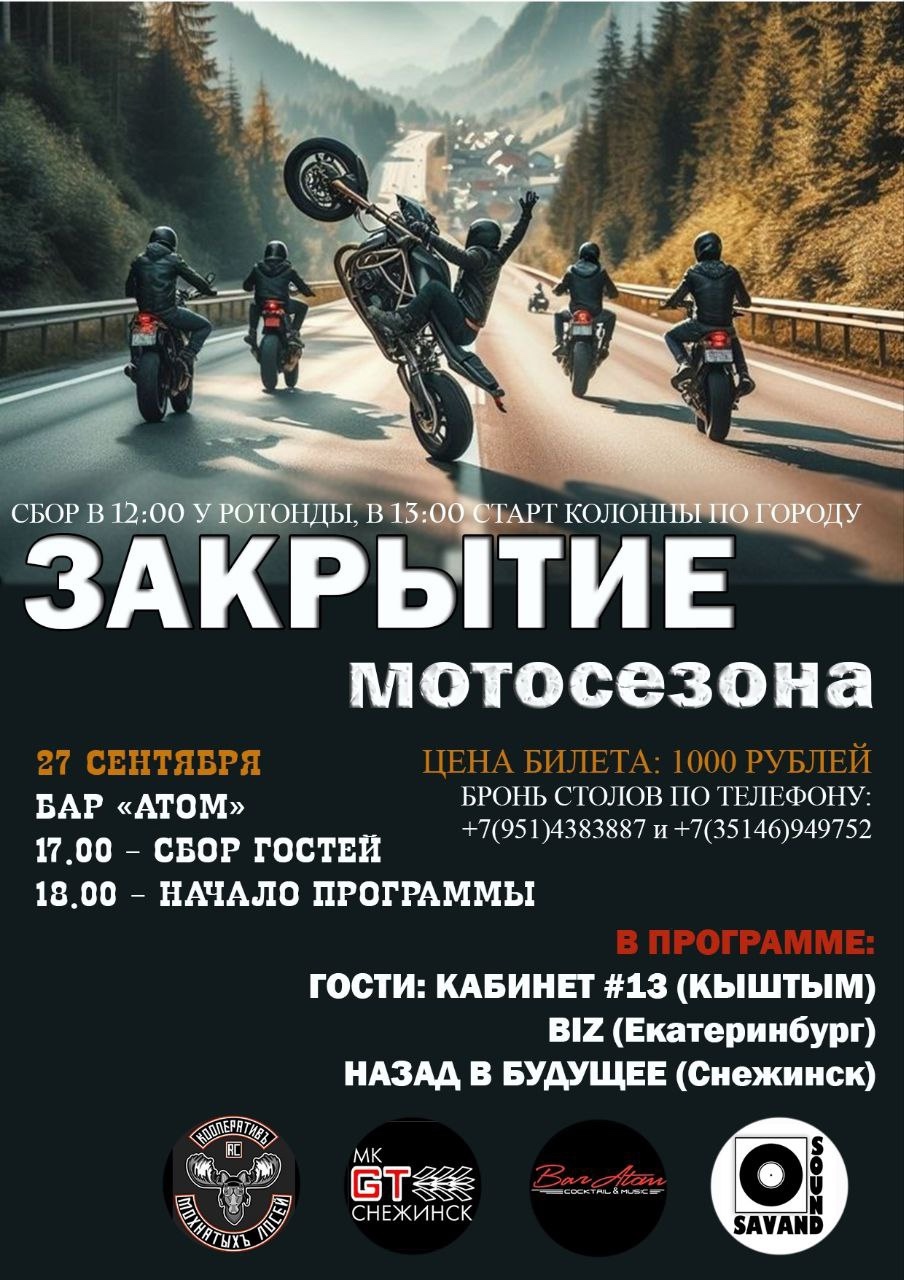 СБОР В 12:00 У РОТОНДЫ, В 13:00 СТАРТ КОЛОННЫ ПО ГОРОДУ
ЗАКРЫТИЕ
мотосезона
27 СЕНТЯБРЯ
БАР «АТОМ»
17.00 – СБОР ГОСТЕЙ
18.00 – НАЧАЛО ПРОГРАММЫ
ЦЕНА БИЛЕТА: 1000 РУБЛЕЙ
БРОНЬ СТОЛОВ ПО ТЕЛЕФОНУ:
+7(951)4383887 и +7(35146)949752
В ПРОГРАММЕ:
ГОСТИ: КАБИНЕТ #13 (КЫШТЫМ)
BIZ (Екатеринбург)
НАЗАД В БУДУЩЕЕ (Снежинск)
КООПЕРАТИВЪ
RC
МОХНАТЫХЪ ЛОСЕЙ
МК
GT
СНЕЖИНСК
Bar Atom
COCKTAIL & MUSIC
SOUND
SAVAND